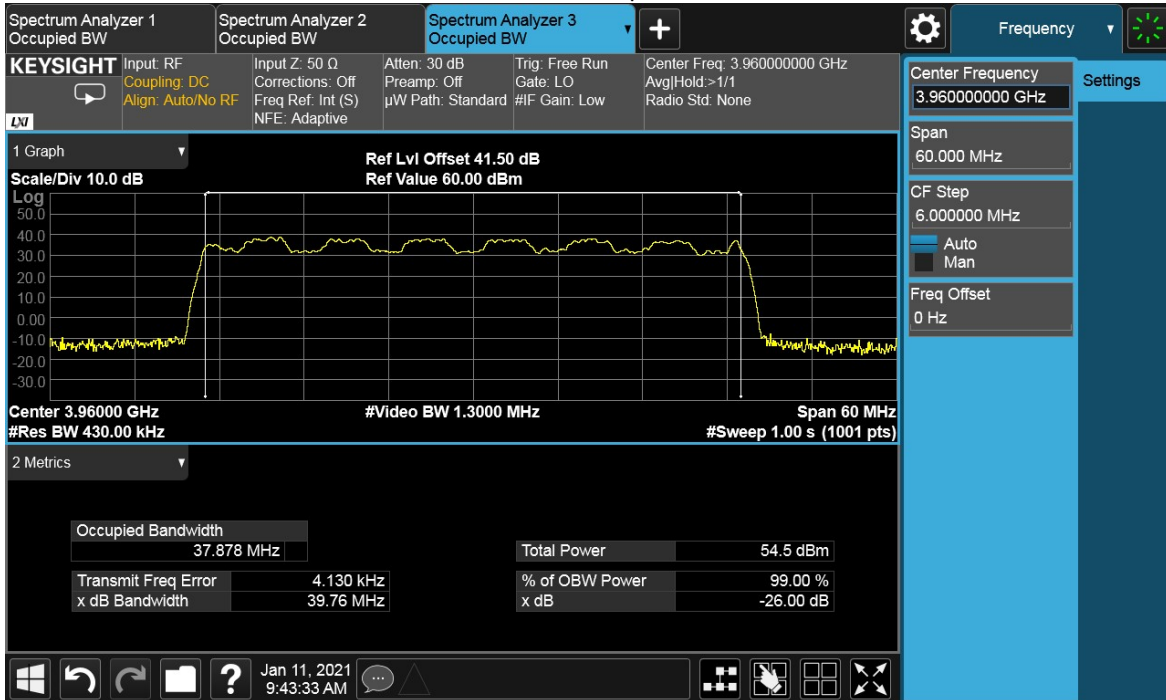 Spectrum Analyzer 1
Occupied BW
Spectrum Analyzer 2
Occupied BW
Spectrum Analyzer 3
Occupied BW
Frequency
KEYSIGHT
LXI
Input: RF
Coupling: DC
Align: Auto/No RF
Input Z: 50 Ω
Corrections: Off
Freq Ref: Int (S)
NFE: Adaptive
Atten: 30 dB
Preamp: Off
µW Path: Standard
Trig: Free Run
Gate: LO
#IF Gain: Low
Center Freq: 3.960000000 GHz
Avg|Hold:>1/1
Radio Std: None
Center Frequency
3.960000000 GHz
Settings
Span
60.000 MHz
CF Step
6.000000 MHz
Auto
Man
Freq Offset
0 Hz
1 Graph
Scale/Div 10.0 dB
Ref Lvl Offset 41.50 dB
Ref Value 60.00 dBm
Log
50.0
40.0
30.0
20.0
10.0
0.00
-10.0
-20.0
-30.0
Center 3.96000 GHz
#Video BW 1.3000 MHz
Span 60 MHz
#Res BW 430.00 kHz
#Sweep 1.00 s (1001 pts)
2 Metrics
Occupied Bandwidth
37.878 MHz
Total Power 54.5 dBm
Transmit Freq Error 4.130 kHz
% of OBW Power 99.00 %
x dB Bandwidth 39.76 MHz
x dB -26.00 dB
?
Jan 11, 2021
9:43:33 AM